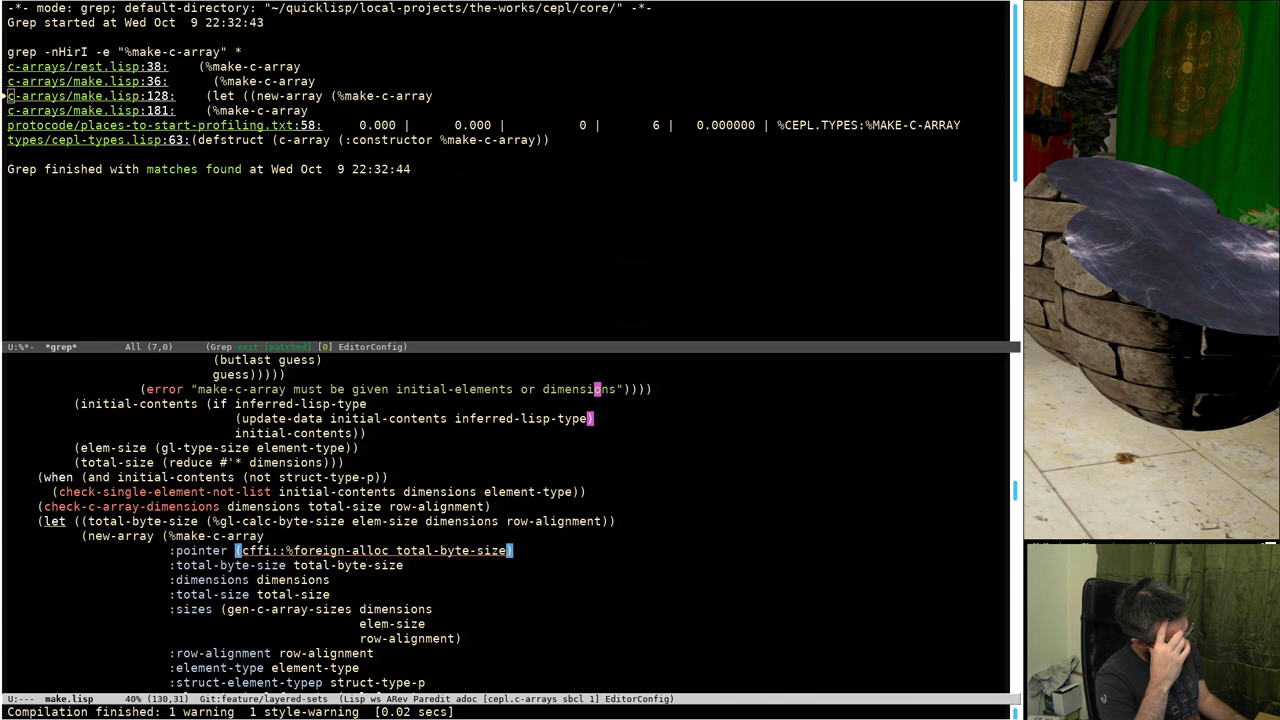 -*- mode: grep; default-directory: "~/quicklisp/local-projects/the-works/cepl/core/" -*-
Grep started at Wed Oct  9 22:32:43

grep -nHirI -e "%make-c-array" *
c-arrays/rest.lisp:38:    (%make-c-array
c-arrays/make.lisp:36:      (%make-c-array
c-arrays/make.lisp:128:    (let ((new-array (%make-c-array
c-arrays/make.lisp:181:    (%make-c-array
protocode/places-to-start-profiling.txt:58:     0.000 |      0.000 |            0 |      6 |   0.000000 | %CEPL.TYPES:%MAKE-C-ARRAY
types/cepl-types.lisp:63:(defstruct (c-array (:constructor %make-c-array))

Grep finished with matches found at Wed Oct  9 22:32:44
U:%*-  *grep*       All (7,0)     (Grep:exit [matched] [0] EditorConfig)
(butlast guess)
guess)))))
(error "make-c-array must be given initial-elements or dimensions"))))
(initial-contents (if inferred-lisp-type
(update-data initial-contents inferred-lisp-type)
initial-contents))
(elem-size (gl-type-size element-type))
(total-size (reduce #'* dimensions)))
(when (and initial-contents (not struct-type-p))
(check-single-element-not-list initial-contents dimensions element-type))
(check-c-array-dimensions dimensions total-size row-alignment)
(let ((total-byte-size (%gl-calc-byte-size elem-size dimensions row-alignment))
(new-array (%make-c-array
:pointer (cffi::%foreign-alloc total-byte-size)
:total-byte-size total-byte-size
:dimensions dimensions
:total-size total-size
:sizes (gen-c-array-sizes dimensions
elem-size
row-alignment)
:row-alignment row-alignment
:element-type element-type
:struct-element-typep struct-type-p
U:---  make.lisp     40% (130,31)  Git:feature/layered-sets  (Lisp ws ARev Paredit adoc [cepl.c-arrays sbcl 1] EditorConfig)
Compilation finished: 1 warning  1 style-warning  [0.02 secs]